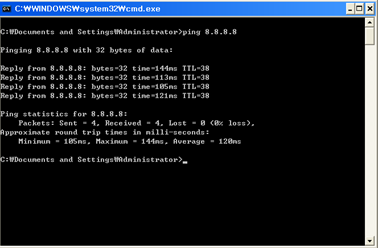 C:₩WINDOWS₩system32₩cmd.exe
C:₩Documents and Settings₩Administrator>ping 8.8.8.8
Pinging 8.8.8.8 with 32 bytes of data:
Reply from 8.8.8.8: bytes=32 time=144ms TTL=38
Reply from 8.8.8.8: bytes=32 time=113ms TTL=38
Reply from 8.8.8.8: bytes=32 time=105ms TTL=38
Reply from 8.8.8.8: bytes=32 time=121ms TTL=38
Ping statistics for 8.8.8.8:
    Packets: Sent = 4, Received = 4, Lost = 0 (0% loss),
Approximate round trip times in milli-seconds:
    Minimum = 105ms, Maximum = 144ms, Average = 120ms
C:₩Documents and Settings₩Administrator>